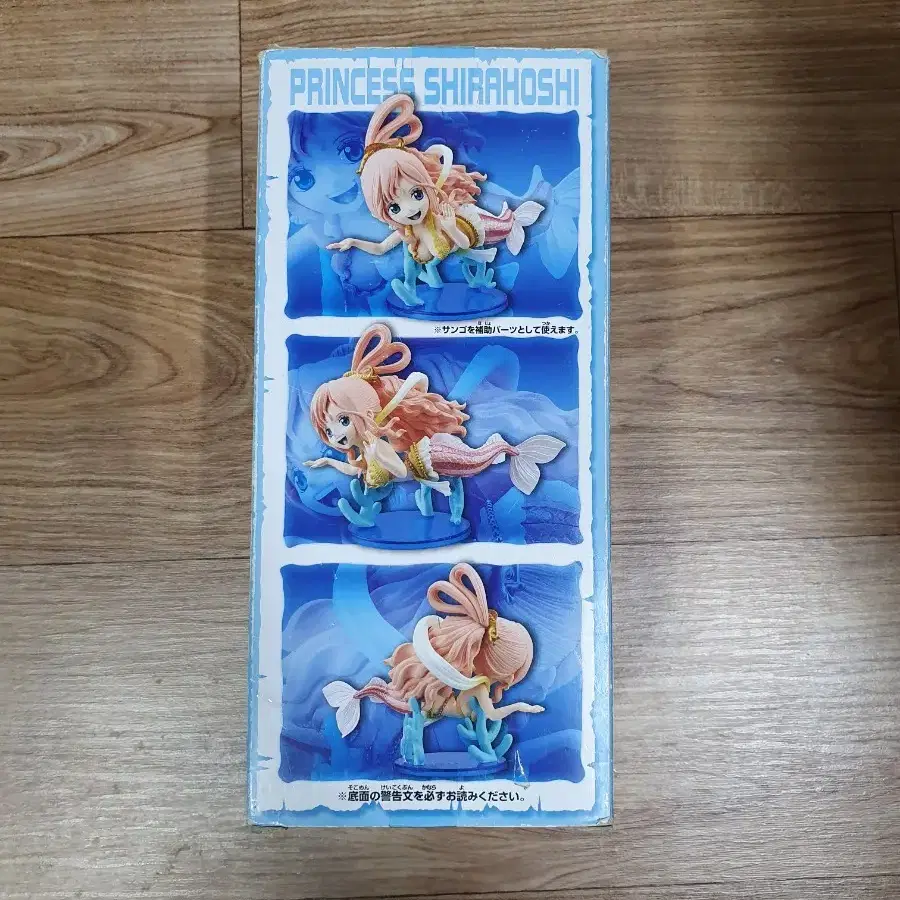 PRINCESS SHIRAHOSHI
※サンゴを補助パーツとして使えます。
※底面の警告文を必ずお読みください。